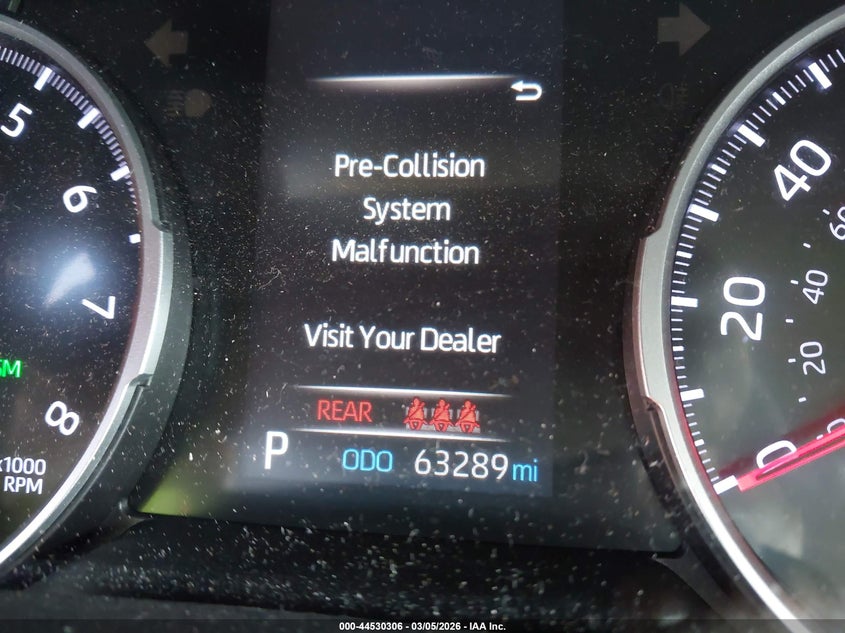 5
6
7
8
x1000
RPM
Pre-Collision
System
Malfunction
Visit Your Dealer
REAR
P ODO 63289 mi
40
60
20
40
20
0
000-44530306 - 03/05/2026 - IAA Inc.